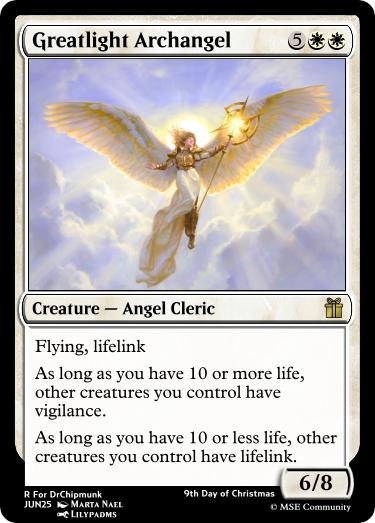 Greatlight Archangel 5
Creature — Angel Cleric
Flying, lifelink
As long as you have 10 or more life,
other creatures you control have
vigilance.
As long as you have 10 or less life, other
creatures you control have lifelink.
6/8
R For DrChipmunk 9th Day of Christmas
JUN25 Marta Nael © MSE Community
Lilypadms